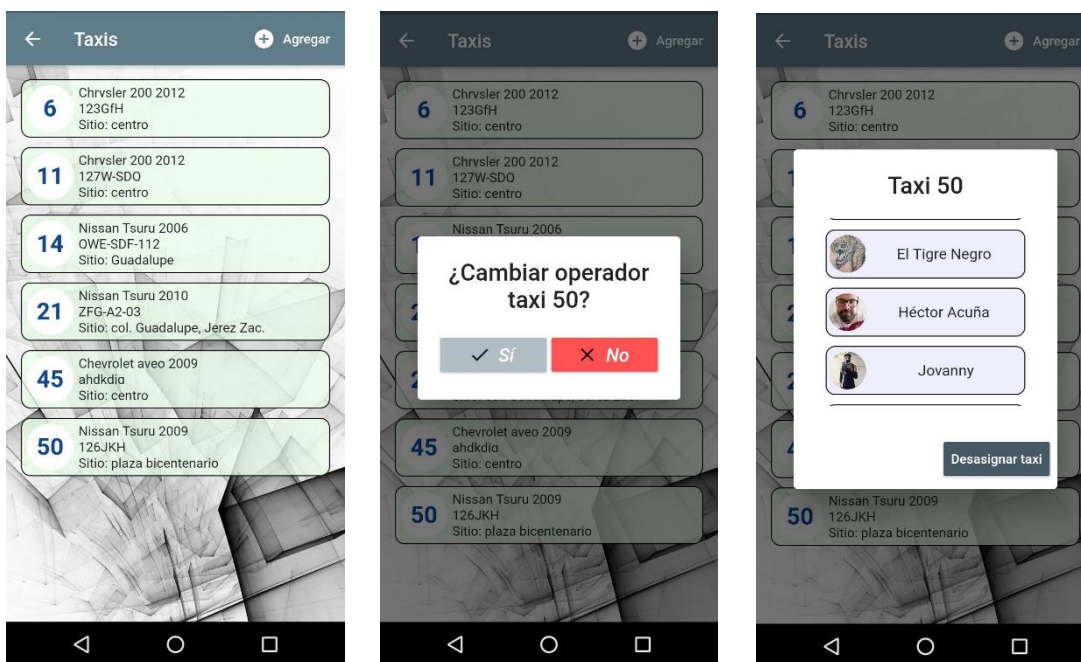 Taxis
Agregar
6
Chrysler 200 2012
123GfH
Sitio: centro
11
Chrysler 200 2012
127W-SDO
Sitio: centro
14
Nissan Tsuru 2006
OWE-SDF-112
Sitio: Guadalupe
21
Nissan Tsuru 2010
ZFG-A2-03
Sitio: col. Guadalupe, Jerez Zac.
45
Chevrolet aveo 2009
ahdkdia
Sitio: centro
50
Nissan Tsuru 2009
126JKH
Sitio: plaza bicentenario
Taxis
Agregar
6
Chrysler 200 2012
123GfH
Sitio: centro
11
Chrysler 200 2012
127W-SDO
Sitio: centro
Nissan Tsuru 2006
¿Cambiar operador
taxi 50?
Sí
No
45
Chevrolet aveo 2009
ahdkdia
Sitio: centro
50
Nissan Tsuru 2009
126JKH
Sitio: plaza bicentenario
Taxis
Agregar
6
Chrysler 200 2012
123GfH
Sitio: centro
Taxi 50
El Tigre Negro
Héctor Acuña
Jovanny
Desasignar taxi
50
Nissan Tsuru 2009
126JKH
Sitio: plaza bicentenario